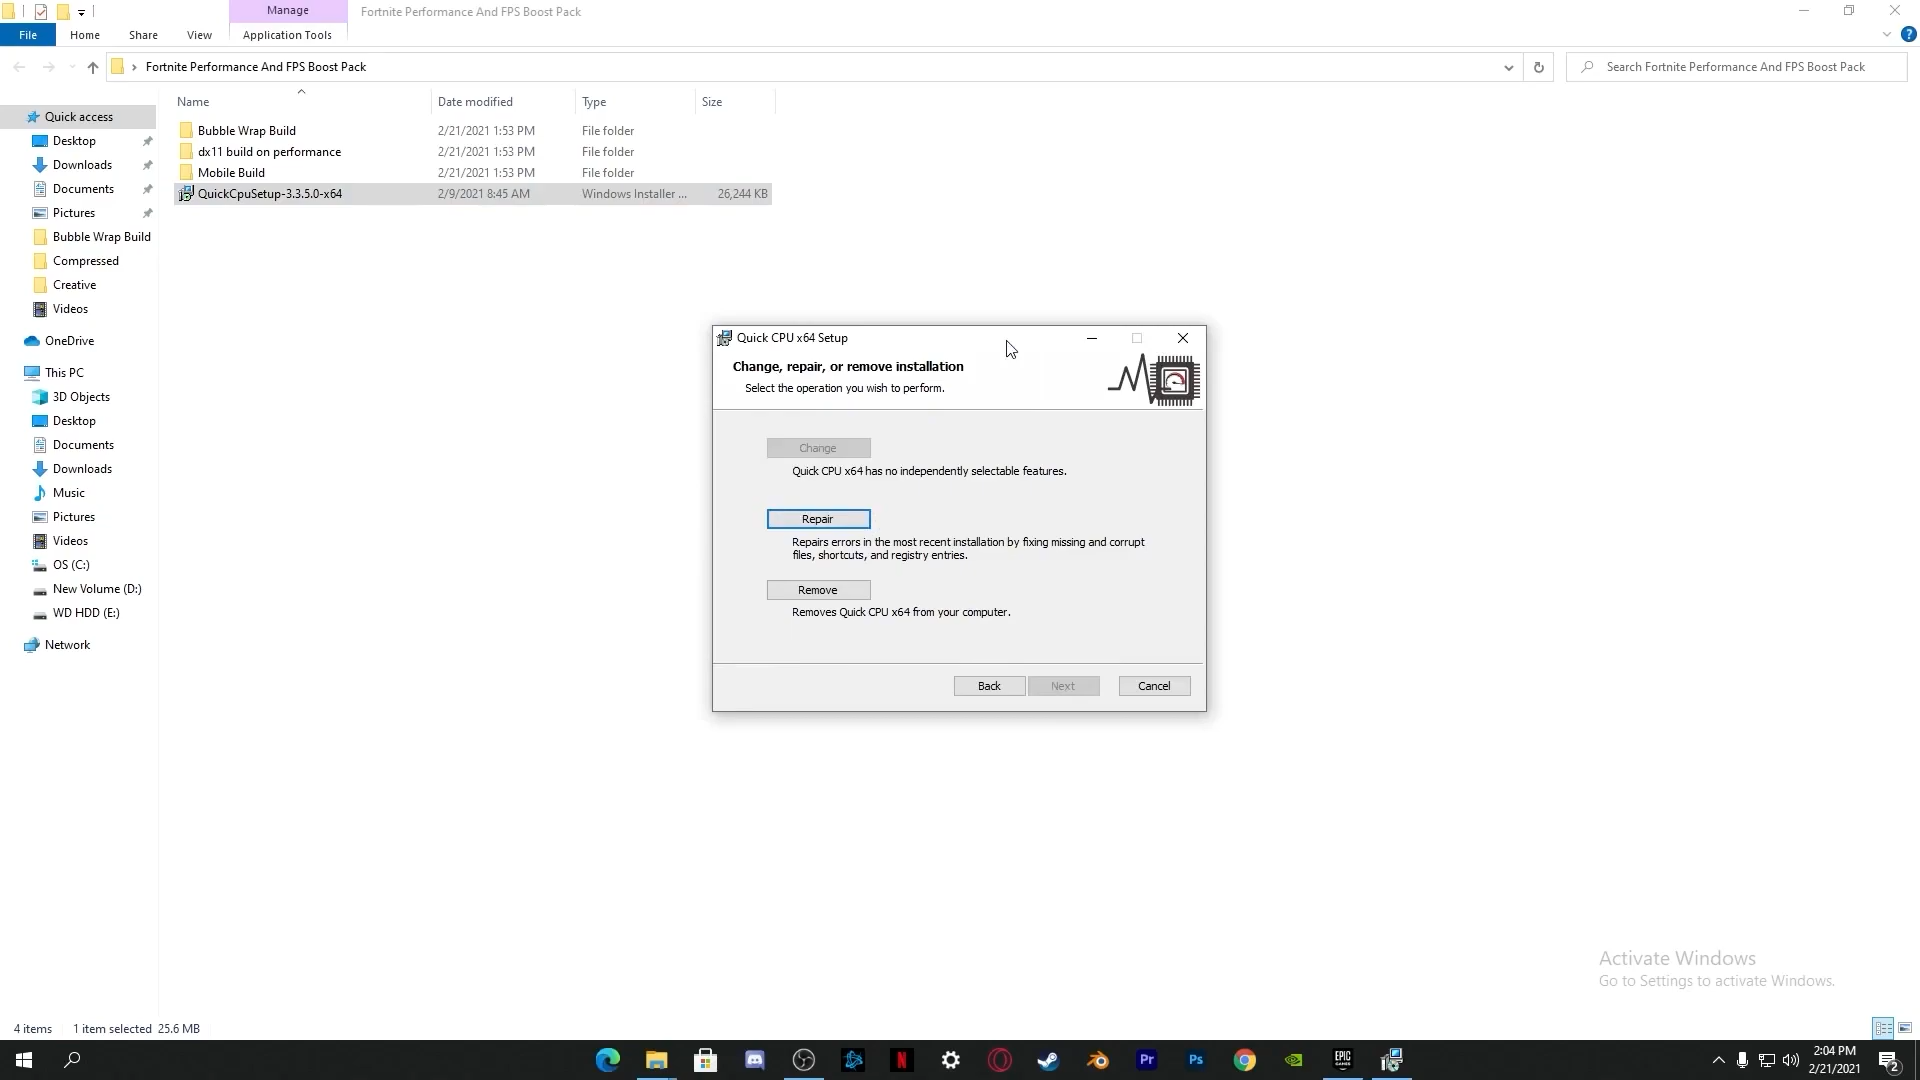 Manage
Fortnite Performance And FPS Boost Pack
File
Home
Share
View
Application Tools
Fortnite Performance And FPS Boost Pack
Search Fortnite Performance And FPS Boost Pack
Name
Date modified
Type
Size
Bubble Wrap Build
2/21/2021 1:53 PM
File folder
dx11 build on performance
2/21/2021 1:53 PM
File folder
Mobile Build
2/21/2021 1:53 PM
File folder
QuickCpuSetup-3.3.5.0-x64
2/9/2021 8:45 AM
Windows Installer ...
26,244 KB
Quick access
Desktop
Downloads
Documents
Pictures
Bubble Wrap Build
Compressed
Creative
Videos
OneDrive
This PC
3D Objects
Desktop
Documents
Downloads
Music
Pictures
Videos
OS (C:)
New Volume (D:)
WD HDD (E:)
Network
Quick CPU x64 Setup
Change, repair, or remove installation
Select the operation you wish to perform.
Change
Quick CPU x64 has no independently selectable features.
Repair
Repairs errors in the most recent installation by fixing missing and corrupt
files, shortcuts, and registry entries.
Remove
Removes Quick CPU x64 from your computer.
Back
Next
Cancel
Activate Windows
Go to Settings to activate Windows.
4 items
1 item selected 25.6 MB
N
Pr
Ps
EPIC
GAMES
2:04 PM
2/21/2021
2